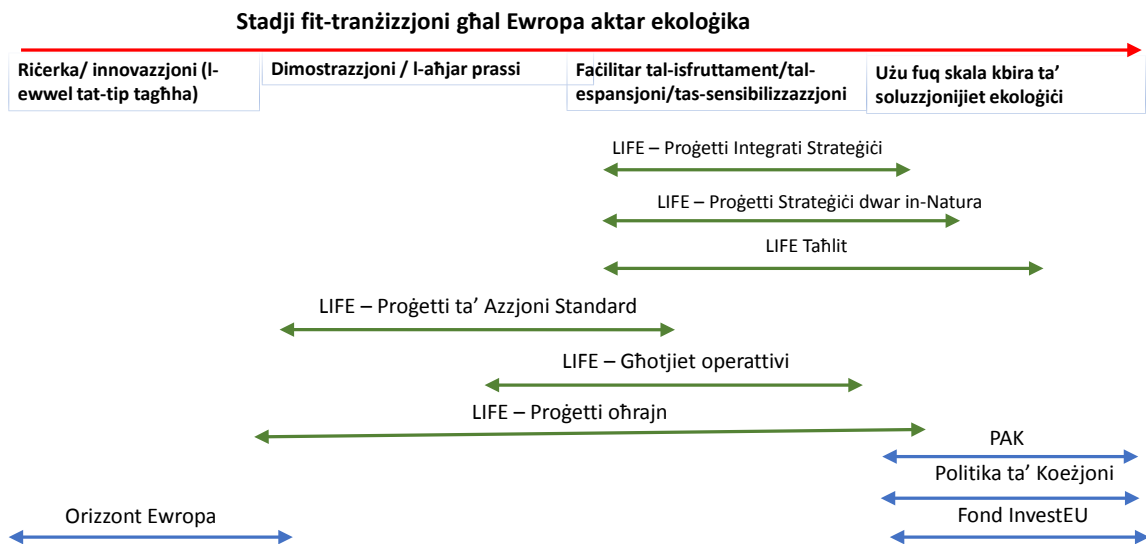 Stadji fit-tranżizzjoni għal Ewropa aktar ekoloġika
Riċerka/ innovazzjoni (l-
ewwel tat-tip tagħha)
Dimostrazzjoni / l-aħjar prassi
Faċilitar tal-isfruttament/tal-
espansjoni/tas-sensibilizzazzjoni
Użu fuq skala kbira ta’
soluzzjonijiet ekoloġiċi
LIFE – Proġetti Integrati Strateġiċi
LIFE – Proġetti Strateġiċi dwar in-Natura
LIFE Taħlit
LIFE – Proġetti ta’ Azzjoni Standard
LIFE – Għotjiet operattivi
LIFE – Proġetti oħrajn
PAK
Politika ta’ Koeżjoni
Orizzont Ewropa
Fond InvestEU